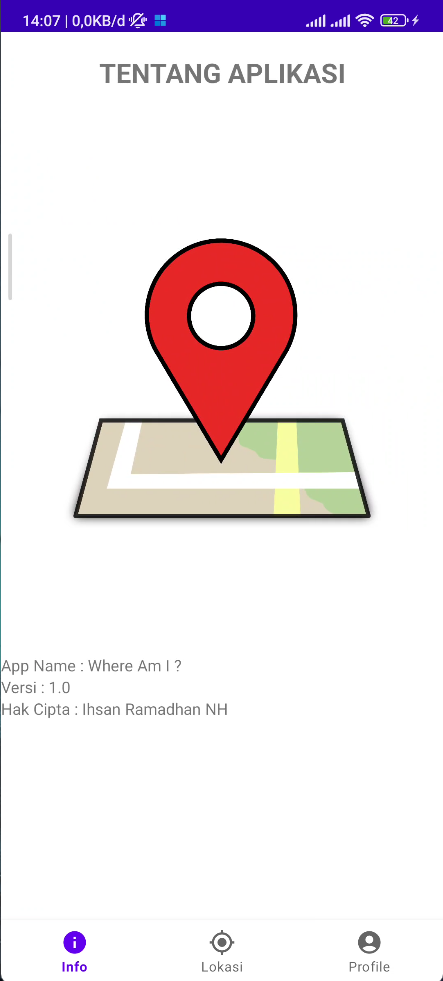 14:07 | 0,0KB/d
42
TENTANG APLIKASI
App Name : Where Am I ?
Versi : 1.0
Hak Cipta : Ihsan Ramadhan NH
Info
Lokasi
Profile